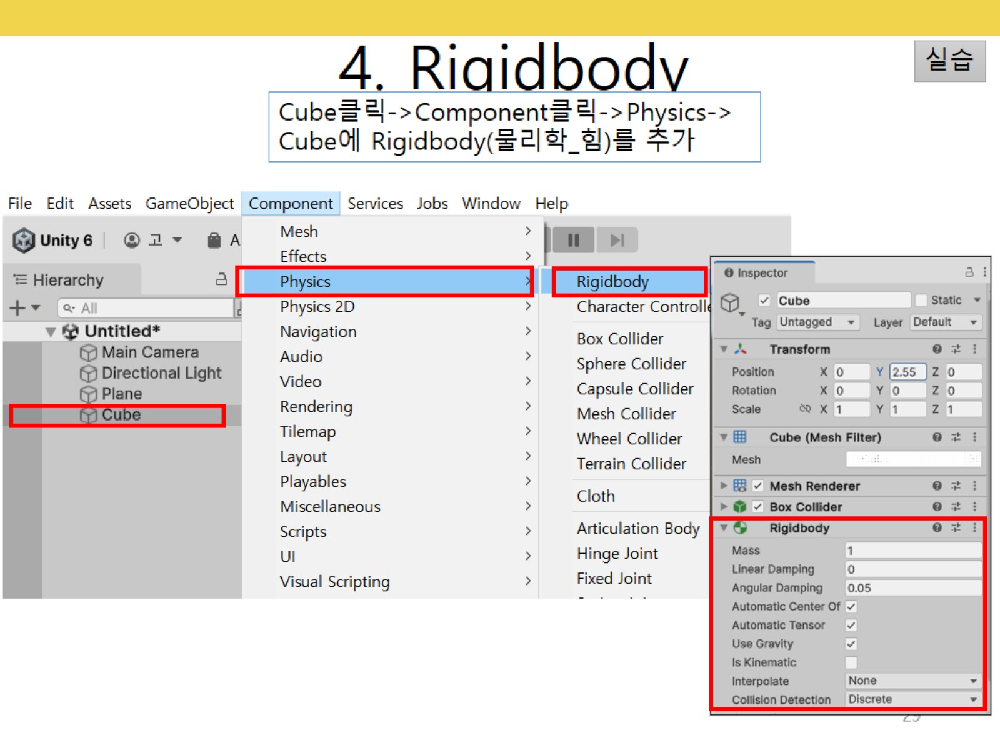 4. Rigidbody
실습
Cube클릭->Component클릭->Physics->
Cube에 Rigidbody(물리학_힘)를 추가
File Edit Assets GameObject Component Services Jobs Window Help
Unity 6 고 A
Hierarchy
All
Untitled*
Main Camera
Directional Light
Plane
Cube
Mesh
Effects
Physics
Physics 2D
Navigation
Audio
Video
Rendering
Tilemap
Layout
Playables
Miscellaneous
Scripts
UI
Visual Scripting
Rigidbody
Character Controlle
Box Collider
Sphere Collider
Capsule Collider
Mesh Collider
Wheel Collider
Terrain Collider
Cloth
Articulation Body
Hinge Joint
Fixed Joint
Inspector
Cube Static
Tag Untagged Layer Default
Transform
Position X 0 Y 2.55 Z 0
Rotation X 0 Y 0 Z 0
Scale X 1 Y 1 Z 1
Cube (Mesh Filter)
Mesh
Mesh Renderer
Box Collider
Rigidbody
Mass 1
Linear Damping 0
Angular Damping 0.05
Automatic Center Of
Automatic Tensor
Use Gravity
Is Kinematic
Interpolate None
Collision Detection Discrete
29